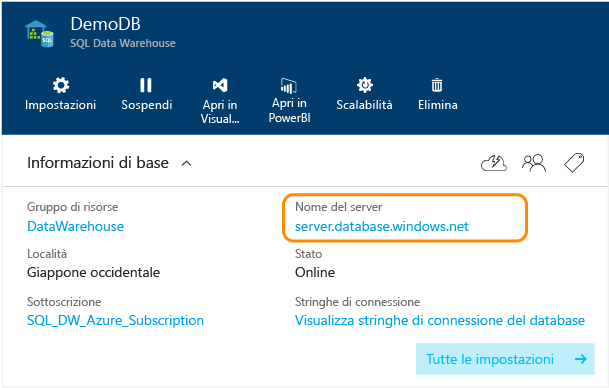 DemoDB
SQL Data Warehouse
Impostazioni
Sospendi
Apri in
Visual...
Apri in
PowerBI
Scalabilità
Elimina
Informazioni di base
Gruppo di risorse
DataWarehouse
Nome del server
server.database.windows.net
Località
Giappone occidentale
Stato
Online
Sottoscrizione
SQL_DW_Azure_Subscription
Stringhe di connessione
Visualizza stringhe di connessione del database
Tutte le impostazioni